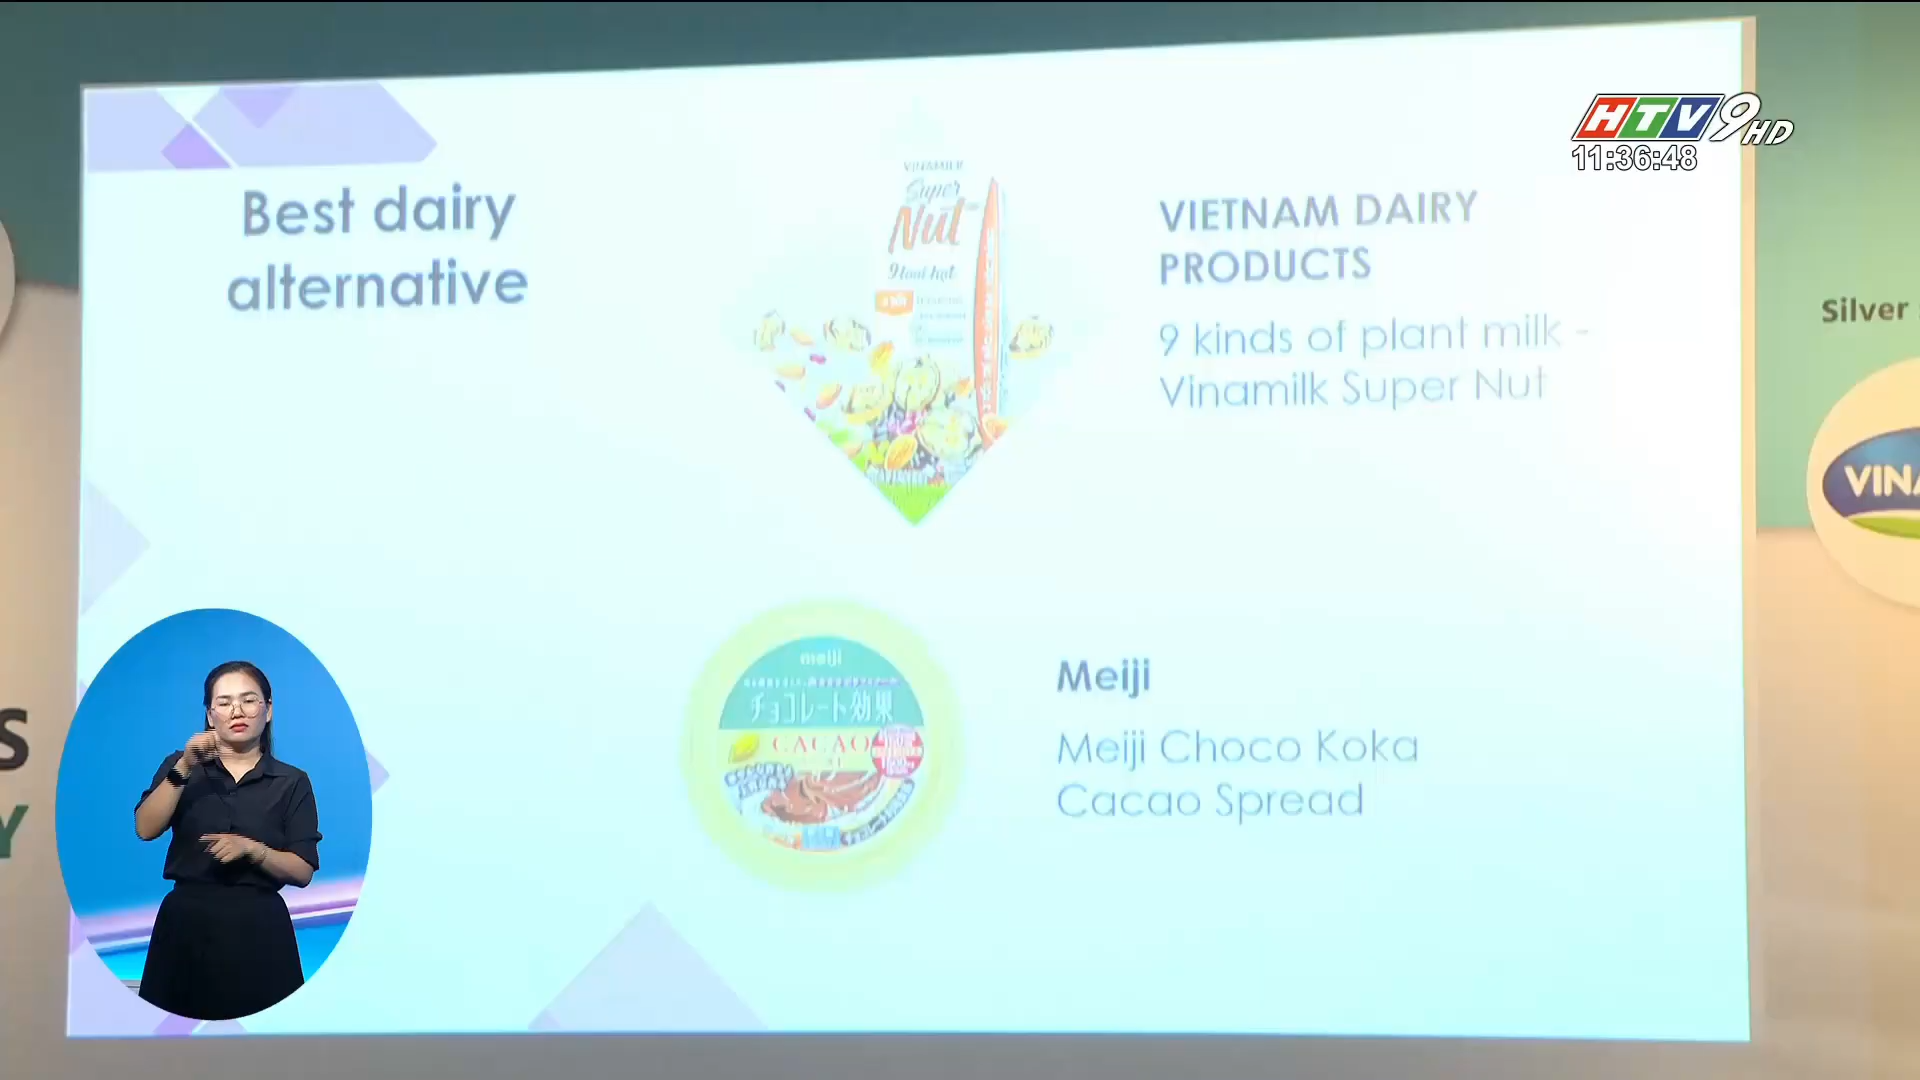 HTV9 HD
11:36:48
Best dairy
alternative
VINAMILK
Super
Nut
9 loại hạt
VIETNAM DAIRY
PRODUCTS
9 kinds of plant milk -
Vinamilk Super Nut
Silver
VINA
meiji
チョコレート効果
CACAO
Meiji
Meiji Choco Koka
Cacao Spread
S
Y